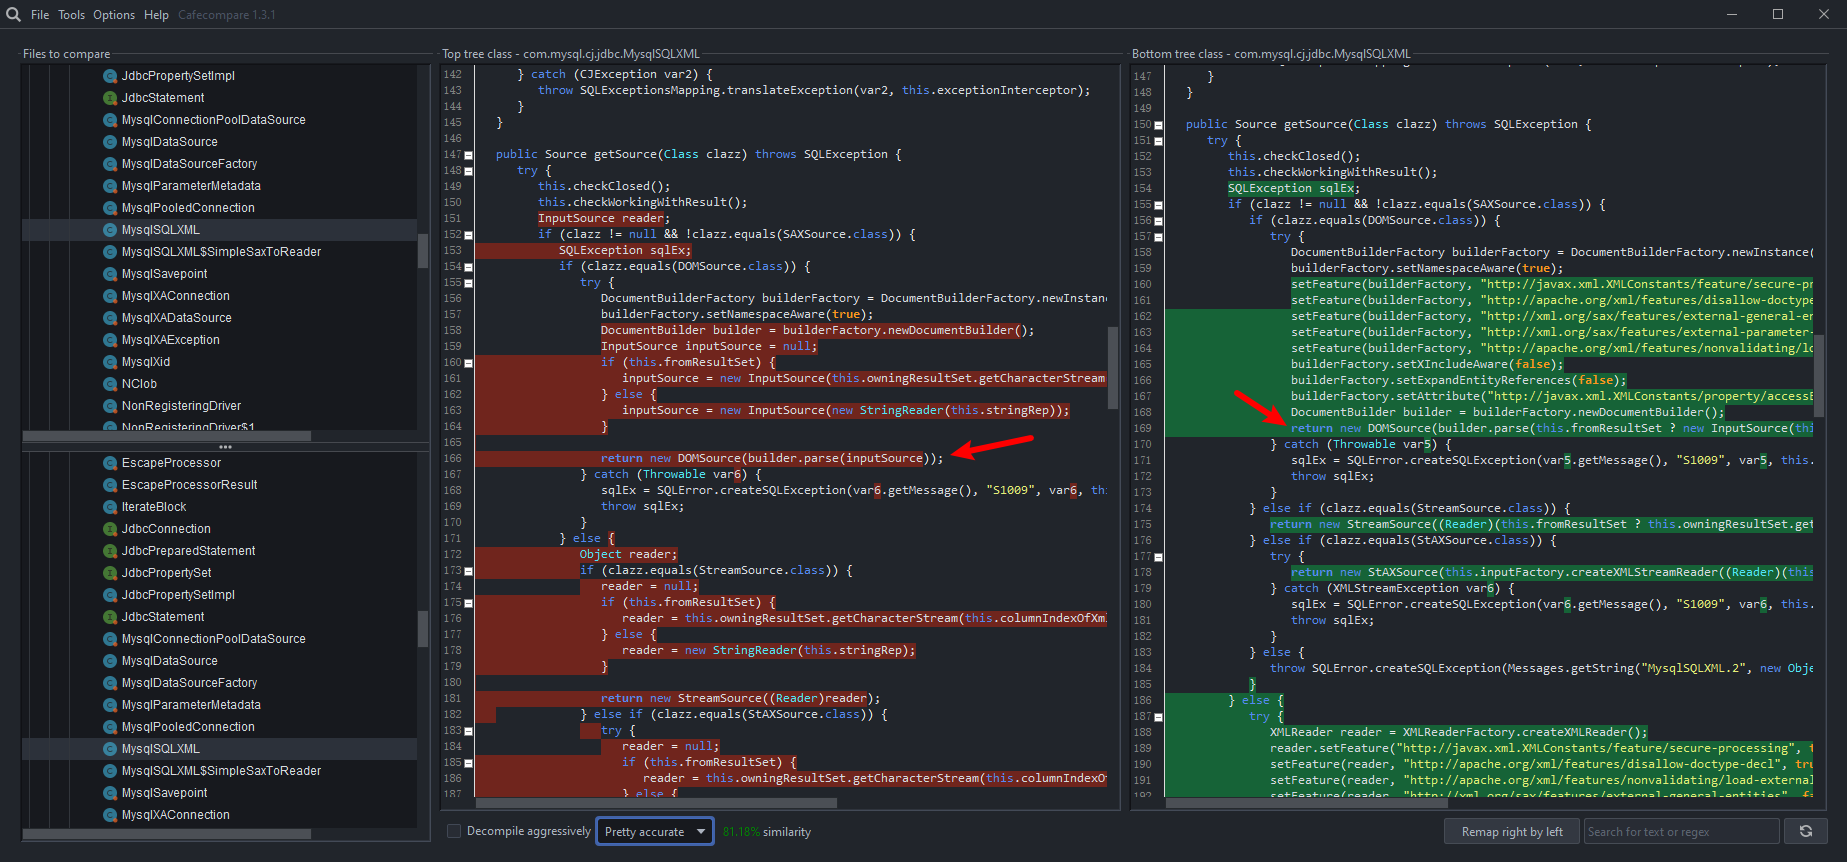 File Tools Options Help Cafecompare 1.3.1
Files to compare
JdbcPropertySetImpl
JdbcStatement
MysqlConnectionPoolDataSource
MysqlDataSource
MysqlDataSourceFactory
MysqlParameterMetadata
MysqlPooledConnection
MysqlSQLXML
MysqlSQLXML$SimpleSaxToReader
MysqlSavepoint
MysqlXAConnection
MysqlXADataSource
MysqlXAException
MysqlXid
NClob
NonRegisteringDriver
NonRegisteringDriver$1
EscapeProcessor
EscapeProcessorResult
IterateBlock
JdbcConnection
JdbcPreparedStatement
JdbcPropertySet
JdbcPropertySetImpl
JdbcStatement
MysqlConnectionPoolDataSource
MysqlDataSource
MysqlDataSourceFactory
MysqlParameterMetadata
MysqlPooledConnection
MysqlSQLXML
MysqlSQLXML$SimpleSaxToReader
MysqlSavepoint
MysqlXAConnection
Top tree class - com.mysql.cj.jdbc.MysqlSQLXML
142 } catch (CJException var2) {
143 throw SQLExceptionsMapping.translateException(var2, this.exceptionInterceptor);
144 }
145 }
146
147 public Source getSource(Class clazz) throws SQLException {
148 try {
149 this.checkClosed();
150 this.checkWorkingWithResult();
151 InputSource reader;
152 if (clazz != null && !clazz.equals(SAXSource.class)) {
153 SQLException sqlEx;
154 if (clazz.equals(DOMSource.class)) {
155 try {
156 DocumentBuilderFactory builderFactory = DocumentBuilderFactory.newInstanc
157 builderFactory.setNamespaceAware(true);
158 DocumentBuilder builder = builderFactory.newDocumentBuilder();
159 InputSource inputSource = null;
160 if (this.fromResultSet) {
161 inputSource = new InputSource(this.owningResultSet.getCharacterStream
162 } else {
163 inputSource = new InputSource(new StringReader(this.stringRep));
164 }
165
166 return new DOMSource(builder.parse(inputSource));
167 } catch (Throwable var6) {
168 sqlEx = SQLError.createSQLException(var6.getMessage(), "S1009", var6, thi
169 throw sqlEx;
170 }
171 } else {
172 Object reader;
173 if (clazz.equals(StreamSource.class)) {
174 reader = null;
175 if (this.fromResultSet) {
176 reader = this.owningResultSet.getCharacterStream(this.columnIndexOfXml
177 } else {
178 reader = new StringReader(this.stringRep);
179 }
180
181 return new StreamSource((Reader)reader);
182 } else if (clazz.equals(StAXSource.class)) {
183 try {
184 reader = null;
185 if (this.fromResultSet) {
186 reader = this.owningResultSet.getCharacterStream(this.columnIndexOf
187 } else {
Bottom tree class - com.mysql.cj.jdbc.MysqlSQLXML
147 }
148 }
149
150 public Source getSource(Class clazz) throws SQLException {
151 try {
152 this.checkClosed();
153 this.checkWorkingWithResult();
154 SQLException sqlEx;
155 if (clazz != null && !clazz.equals(SAXSource.class)) {
156 if (clazz.equals(DOMSource.class)) {
157 try {
158 DocumentBuilderFactory builderFactory = DocumentBuilderFactory.newInstance(
159 builderFactory.setNamespaceAware(true);
160 setFeature(builderFactory, "http://javax.xml.XMLConstants/feature/secure-pr
161 setFeature(builderFactory, "http://apache.org/xml/features/disallow-doctype
162 setFeature(builderFactory, "http://xml.org/sax/features/external-general-en
163 setFeature(builderFactory, "http://xml.org/sax/features/external-parameter-
164 setFeature(builderFactory, "http://apache.org/xml/features/nonvalidating/lo
165 builderFactory.setXIncludeAware(false);
166 builderFactory.setExpandEntityReferences(false);
167 builderFactory.setAttribute("http://javax.xml.XMLConstants/property/accessE
168 DocumentBuilder builder = builderFactory.newDocumentBuilder();
169 return new DOMSource(builder.parse(this.fromResultSet ? new InputSource(thi
170 } catch (Throwable var5) {
171 sqlEx = SQLError.createSQLException(var5.getMessage(), "S1009", var5, this.
172 throw sqlEx;
173 }
174 } else if (clazz.equals(StreamSource.class)) {
175 return new StreamSource((Reader)(this.fromResultSet ? this.owningResultSet.get
176 } else if (clazz.equals(StAXSource.class)) {
177 try {
178 return new StAXSource(this.inputFactory.createXMLStreamReader((Reader)(this
179 } catch (XMLStreamException var6) {
180 sqlEx = SQLError.createSQLException(var6.getMessage(), "S1009", var6, this.
181 throw sqlEx;
182 }
183 } else {
184 throw SQLError.createSQLException(Messages.getString("MysqlSQLXML.2", new Obje
185 }
186 } else {
187 try {
188 XMLReader reader = XMLReaderFactory.createXMLReader();
189 reader.setFeature("http://javax.xml.XMLConstants/feature/secure-processing", t
190 setFeature(reader, "http://apache.org/xml/features/disallow-doctype-decl", tru
191 setFeature(reader, "http://apache.org/xml/features/nonvalidating/load-external
192 setFeature(reader, "http://xml.org/sax/features/external-general-entities", fa
Decompile aggressively Pretty accurate 81.18% similarity
Remap right by left Search for text or regex